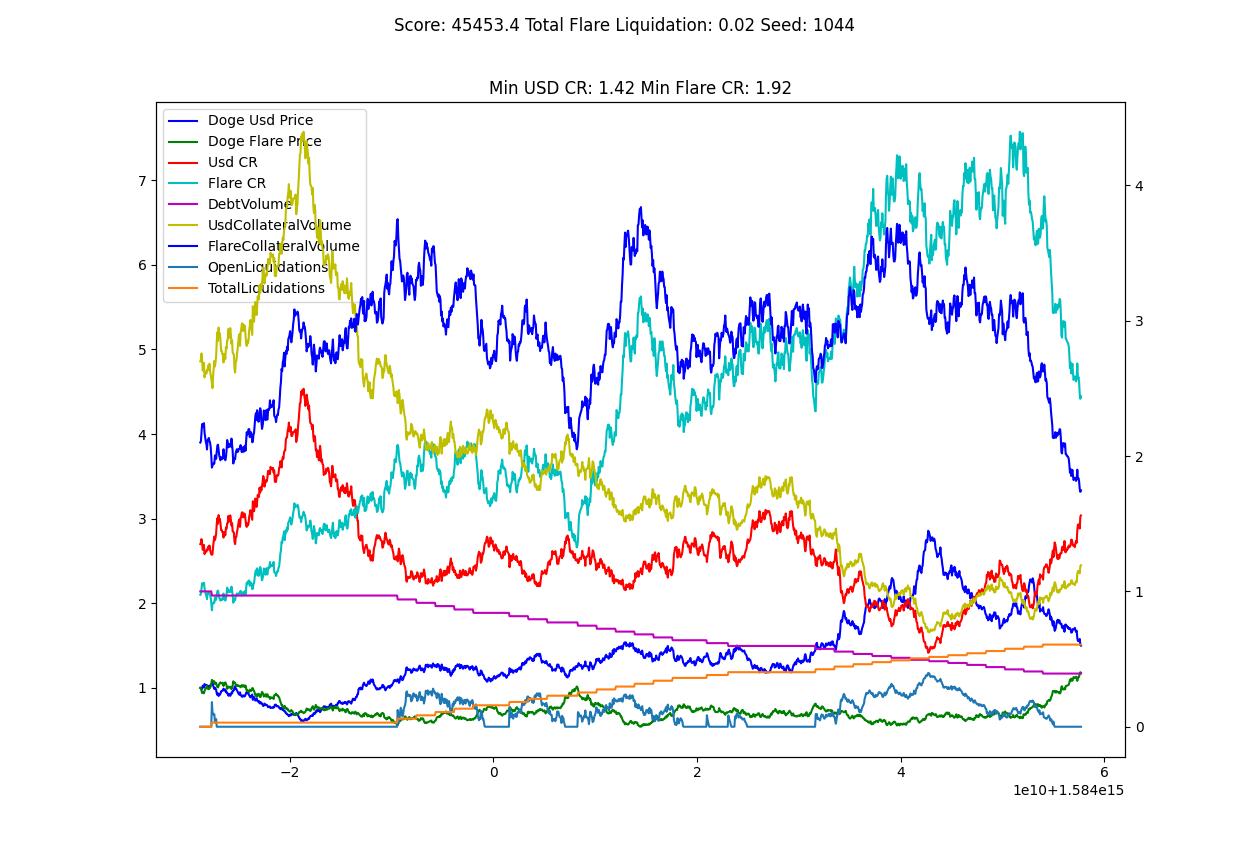 Score: 45453.4 Total Flare Liquidation: 0.02 Seed: 1044
Min USD CR: 1.42 Min Flare CR: 1.92
Doge Usd Price
Doge Flare Price
Usd CR
Flare CR
DebtVolume
UsdCollateralVolume
FlareCollateralVolume
OpenLiquidations
TotalLiquidations
7
6
5
4
3
2
1
4
3
2
1
0
−2
0
2
4
6
1e10+1.584e15